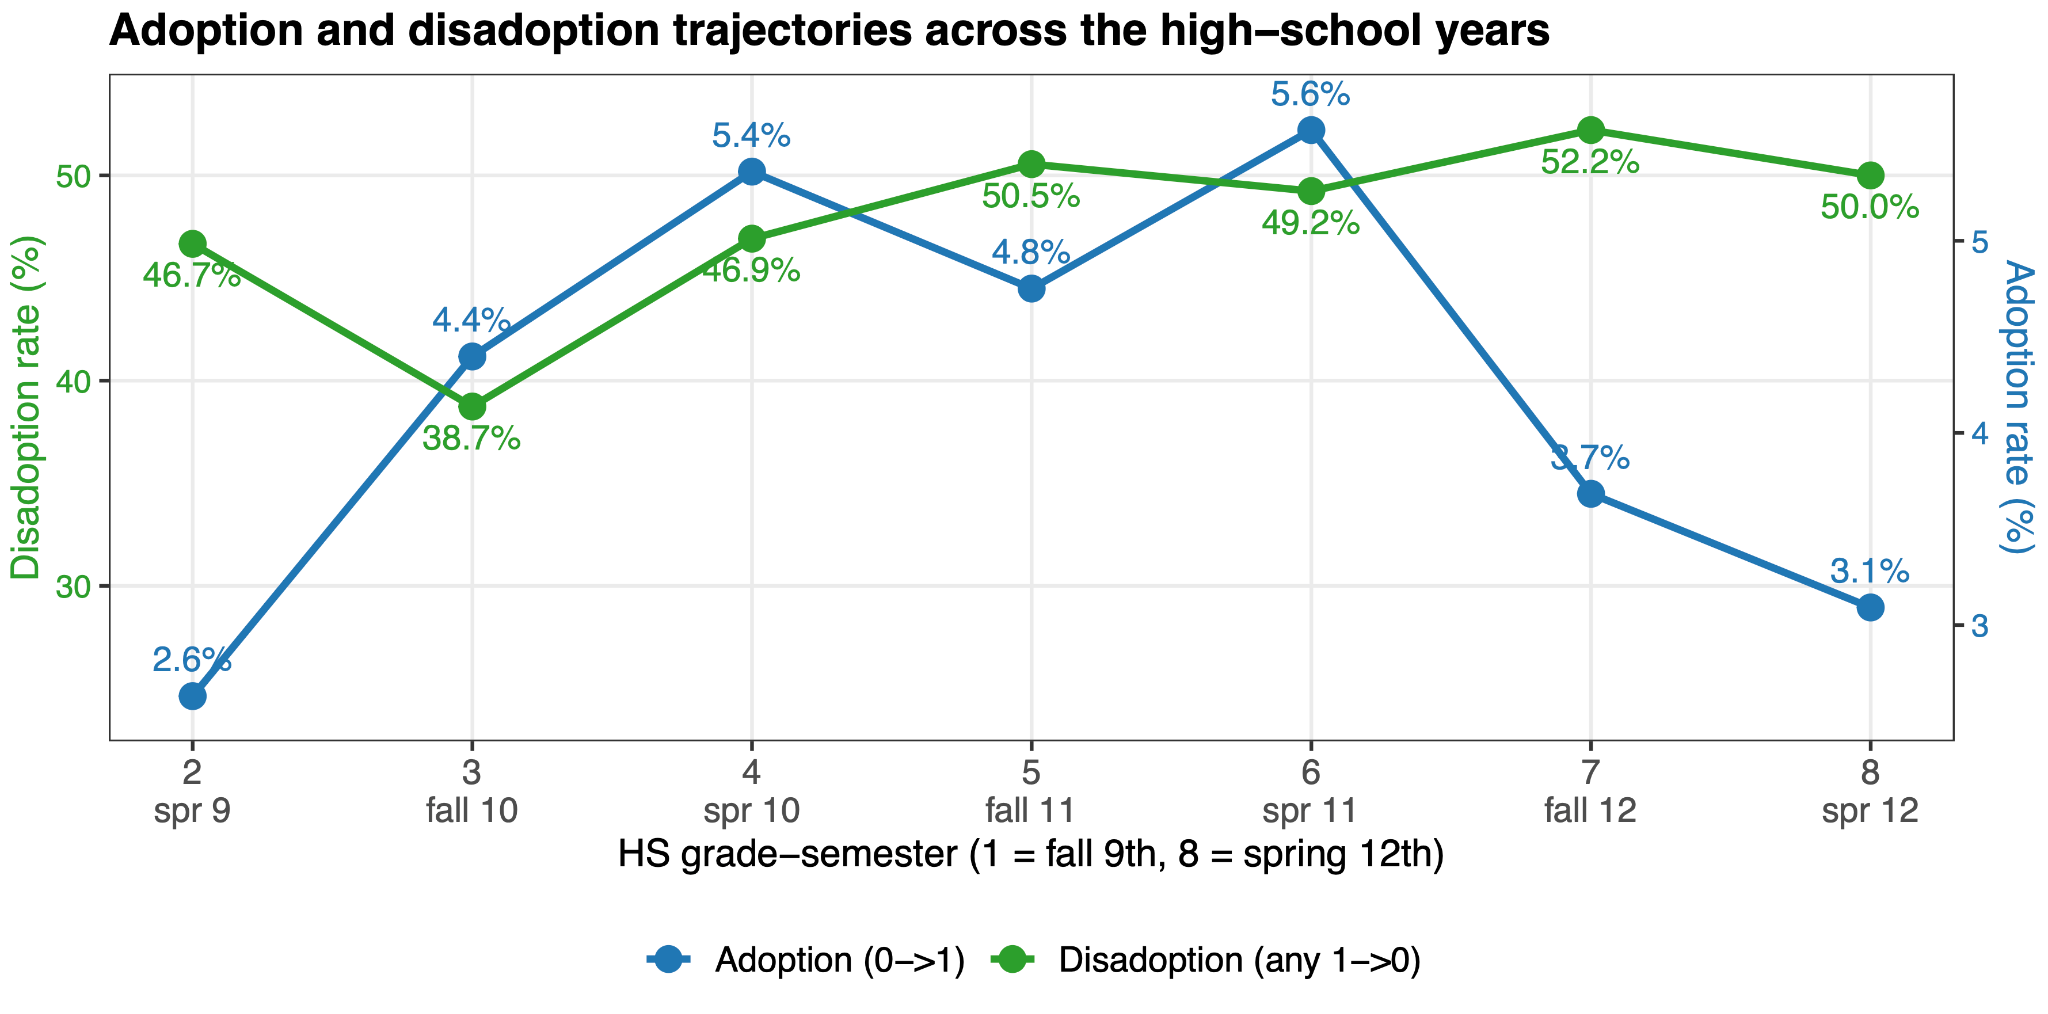 Adoption and disadoption trajectories across the high–school years
5.6%
5.4%
52.2%
50
50.5%
50.0%
49.2%
4.8%
5
46.7%
46.9%
4.4%
40
38.7%
4
3.7%
30
3.1%
3
2.6%
Disadoption rate (%)
Adoption rate (%)
2 3 4 5 6 7 8
spr 9 fall 10 spr 10 fall 11 spr 11 fall 12 spr 12
HS grade–semester (1 = fall 9th, 8 = spring 12th)
Adoption (0–>1) Disadoption (any 1–>0)